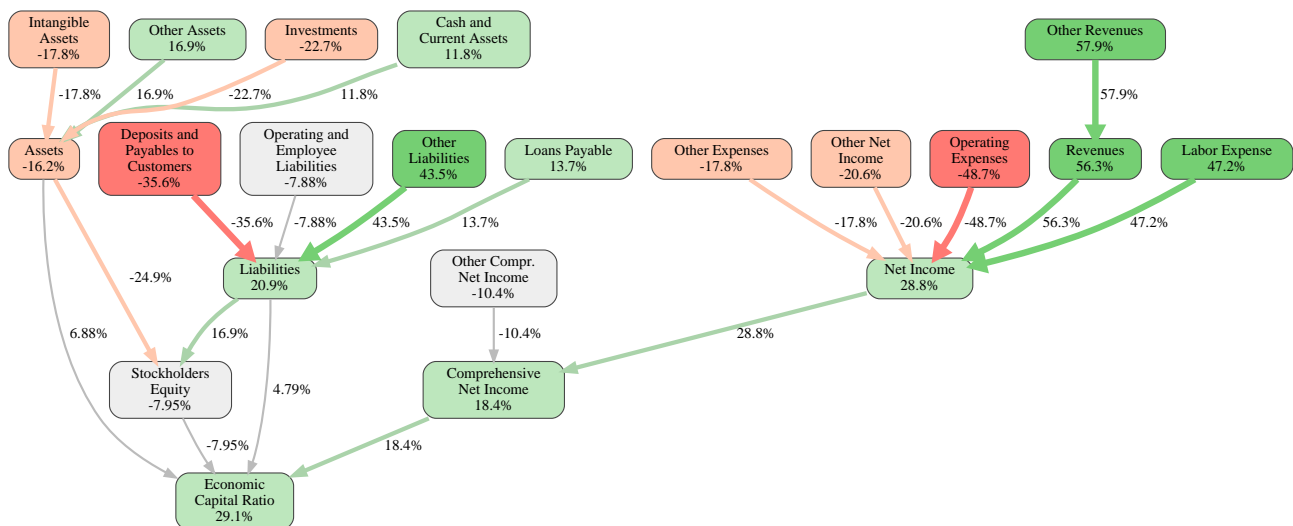 Intangible
Assets
-17.8%
Other Assets
16.9%
Investments
-22.7%
Cash and
Current Assets
11.8%
Other Revenues
57.9%
-17.8%
16.9%
-22.7%
11.8%
57.9%
Assets
-16.2%
Deposits and
Payables to
Customers
-35.6%
Operating and
Employee
Liabilities
-7.88%
Other
Liabilities
43.5%
Loans Payable
13.7%
Other Expenses
-17.8%
Other Net
Income
-20.6%
Operating
Expenses
-48.7%
Revenues
56.3%
Labor Expense
47.2%
-35.6%
-7.88%
43.5%
13.7%
-17.8%
-20.6%
-48.7%
56.3%
47.2%
-24.9%
Liabilities
20.9%
Other Compr.
Net Income
-10.4%
Net Income
28.8%
6.88%
16.9%
-10.4%
28.8%
Stockholders
Equity
-7.95%
4.79%
Comprehensive
Net Income
18.4%
-7.95%
18.4%
Economic
Capital Ratio
29.1%